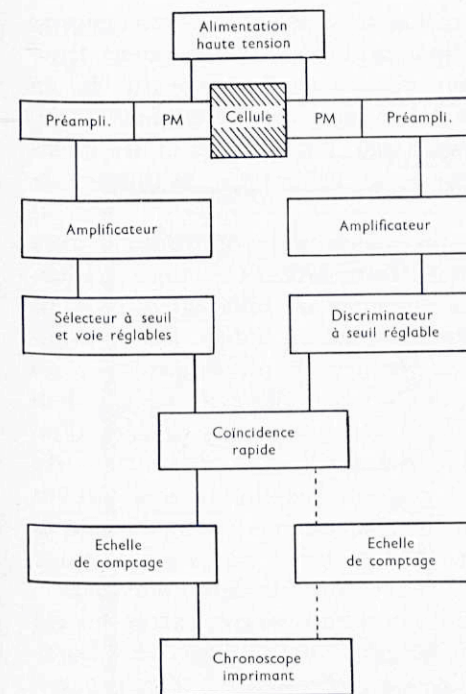 Alimentation
haute tension
Préampli. PM Cellule PM Préampli.
Amplificateur Amplificateur
Sélecteur à seuil
et voie réglables
Discriminateur
à seuil réglable
Coïncidence
rapide
Echelle
de comptage
Echelle
de comptage
Chronoscope
imprimant